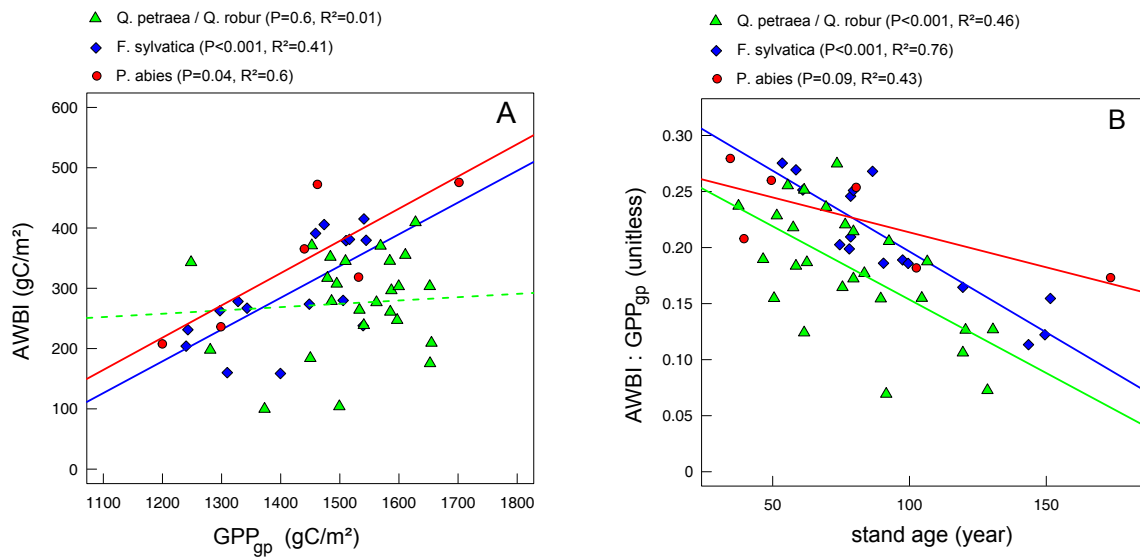 Q. petraea / Q. robur (P=0.6, R²=0.01)
F. sylvatica (P<0.001, R²=0.41)
P. abies (P=0.04, R²=0.6)
A
600
500
400
300
200
100
0
AWBI (gC/m²)
1100 1200 1300 1400 1500 1600 1700 1800
GPPgp (gC/m²)
Q. petraea / Q. robur (P<0.001, R²=0.46)
F. sylvatica (P<0.001, R²=0.76)
P. abies (P=0.09, R²=0.43)
B
0.30
0.25
0.20
0.15
0.10
0.05
0
AWBI : GPPgp (unitless)
50 100 150
stand age (year)